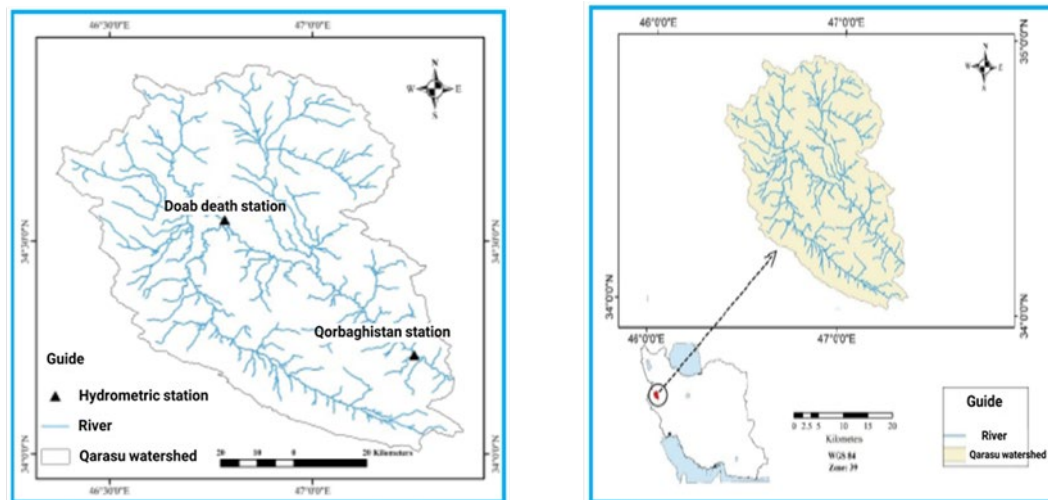 46°30'0"E
47°0'0"E
N
W
E
S
Doab death station
34°30'0"N
34°30'0"N
Qorbaghistan station
Guide
Hydrometric station
River
Qarasu watershed
20
10
0
20 Kilometers
34°0'0"N
34°0'0"N
46°30'0"E
47°0'0"E
46°0'0"E
47°0'0"E
35°0'0"N
N
W
E
S
34°0'0"N
34°0'0"N
46°0'0"E
47°0'0"E
0 2.5 5 10 15 20
Kilometers
WGS 84
Zone: 39
Guide
River
Qarasu watershed